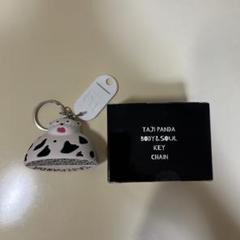 TAJI PANDA
BODY & SOUL
KEY
CHAIN